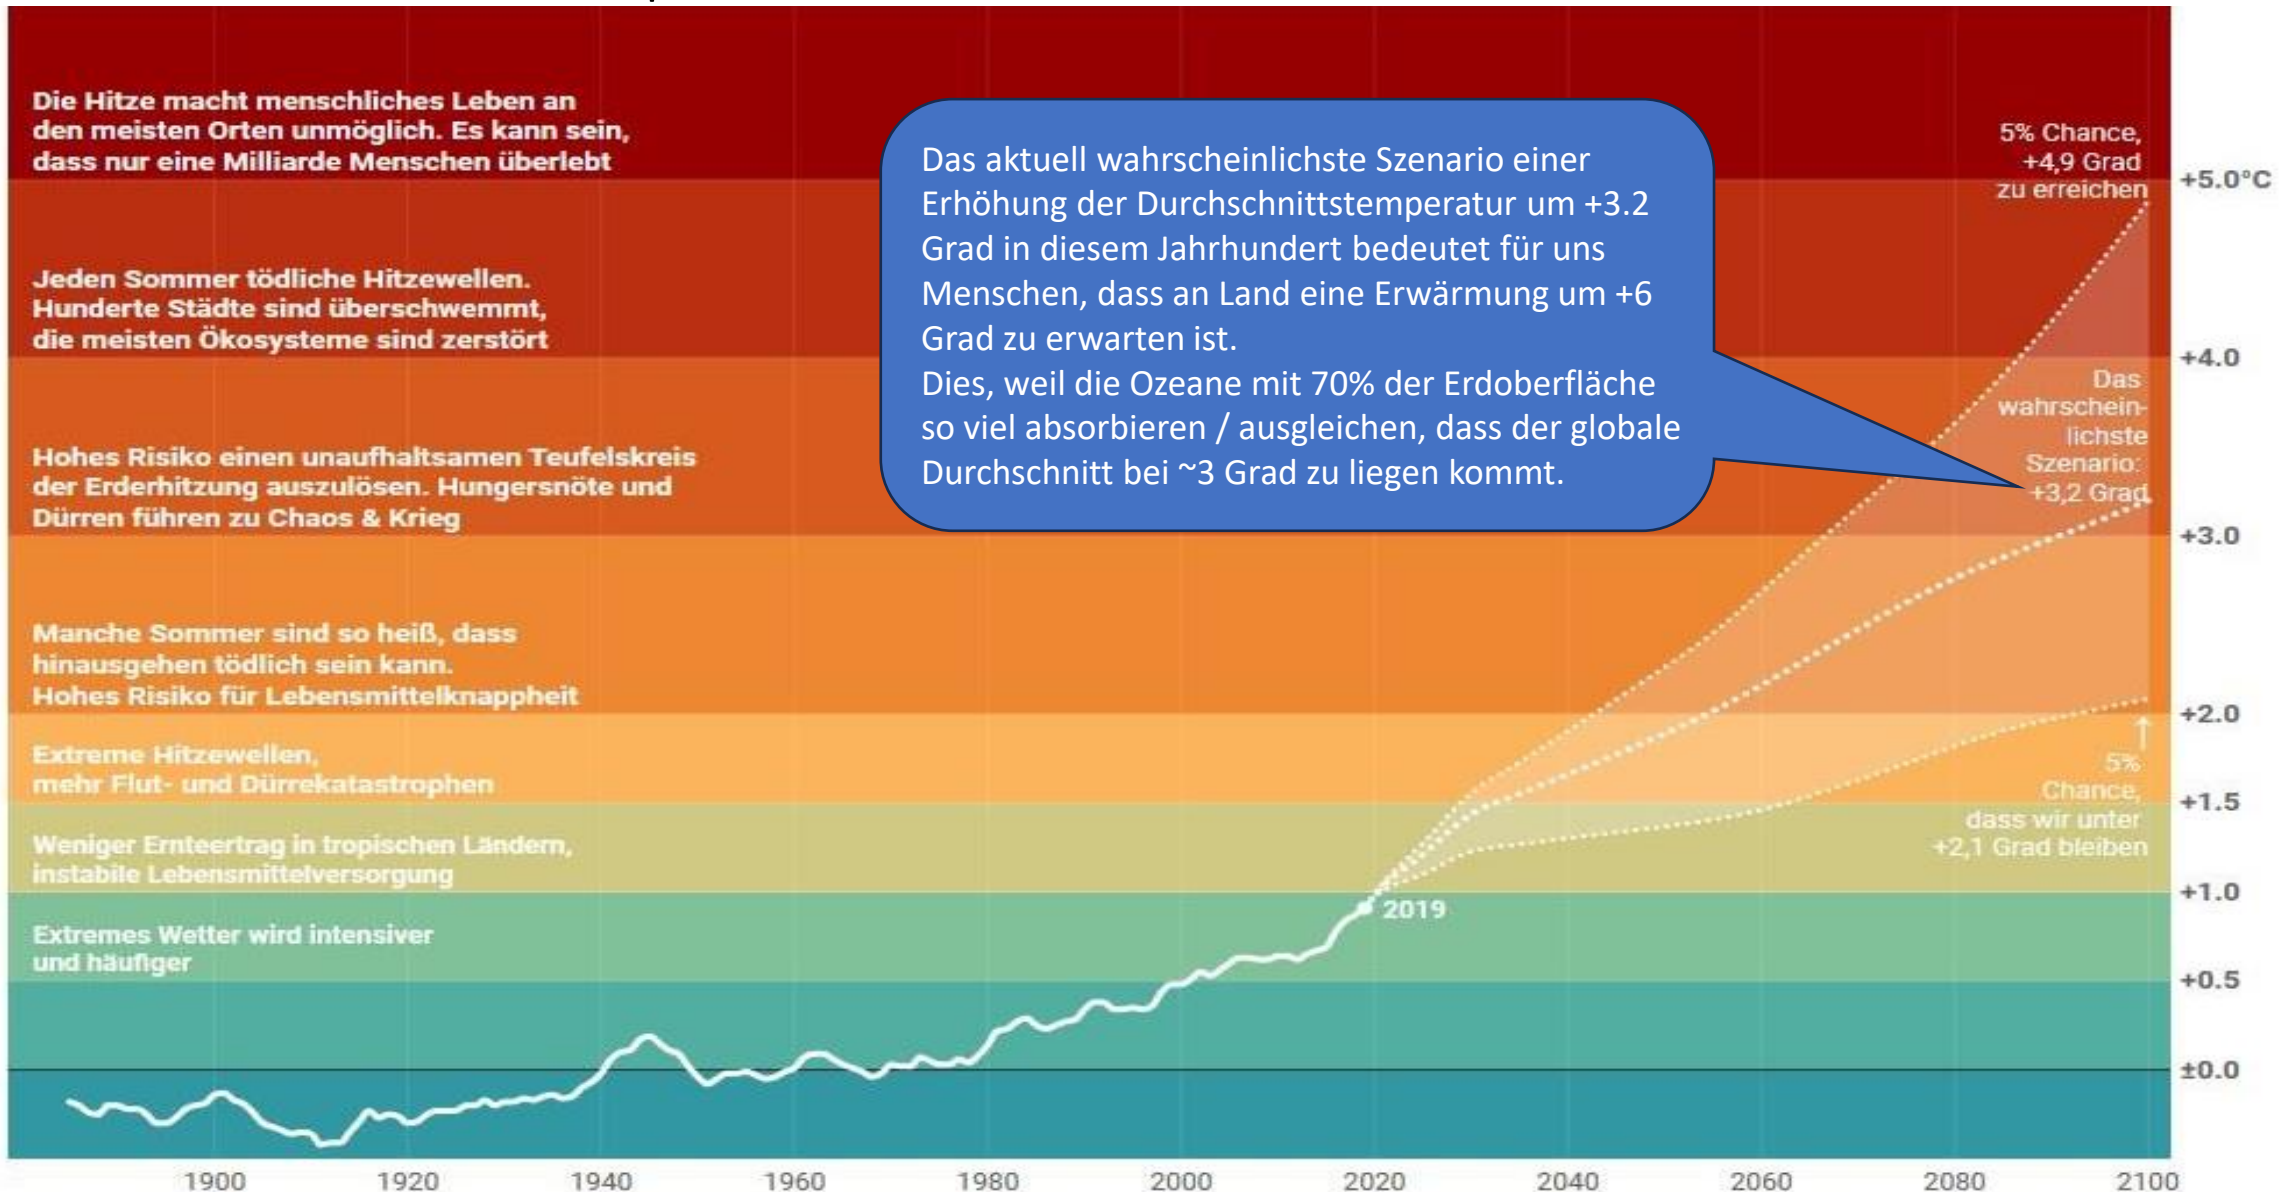 Die Hitze macht menschliches Leben an
den meisten Orten unmöglich. Es kann sein,
dass nur eine Milliarde Menschen überlebt
Jeden Sommer tödliche Hitzewellen.
Hunderte Städte sind überschwemmt,
die meisten Ökosysteme sind zerstört
Hohes Risiko einen unaufhaltsamen Teufelskreis
der Erderhitzung auszulösen. Hungersnöte und
Dürren führen zu Chaos & Krieg
Manche Sommer sind so heiß, dass
hinausgehen tödlich sein kann.
Hohes Risiko für Lebensmittelknappheit
Extreme Hitzewellen,
mehr Flut- und Dürrekatastrophen
Weniger Ernteertrag in tropischen Ländern,
instabile Lebensmittelversorgung
Extremes Wetter wird intensiver
und häufiger
Das aktuell wahrscheinlichste Szenario einer
Erhöhung der Durchschnittstemperatur um +3.2
Grad in diesem Jahrhundert bedeutet für uns
Menschen, dass an Land eine Erwärmung um +6
Grad zu erwarten ist.
Dies, weil die Ozeane mit 70% der Erdoberfläche
so viel absorbieren / ausgleichen, dass der globale
Durchschnitt bei ~3 Grad zu liegen kommt.
5% Chance,
+4,9 Grad
zu erreichen
Das
wahrschein-
lichste
Szenario:
+3,2 Grad
5%
Chance,
dass wir unter
+2,1 Grad bleiben
2019
+5.0°C
+4.0
+3.0
+2.0
+1.5
+1.0
+0.5
±0.0
1900
1920
1940
1960
1980
2000
2020
2040
2060
2080
2100